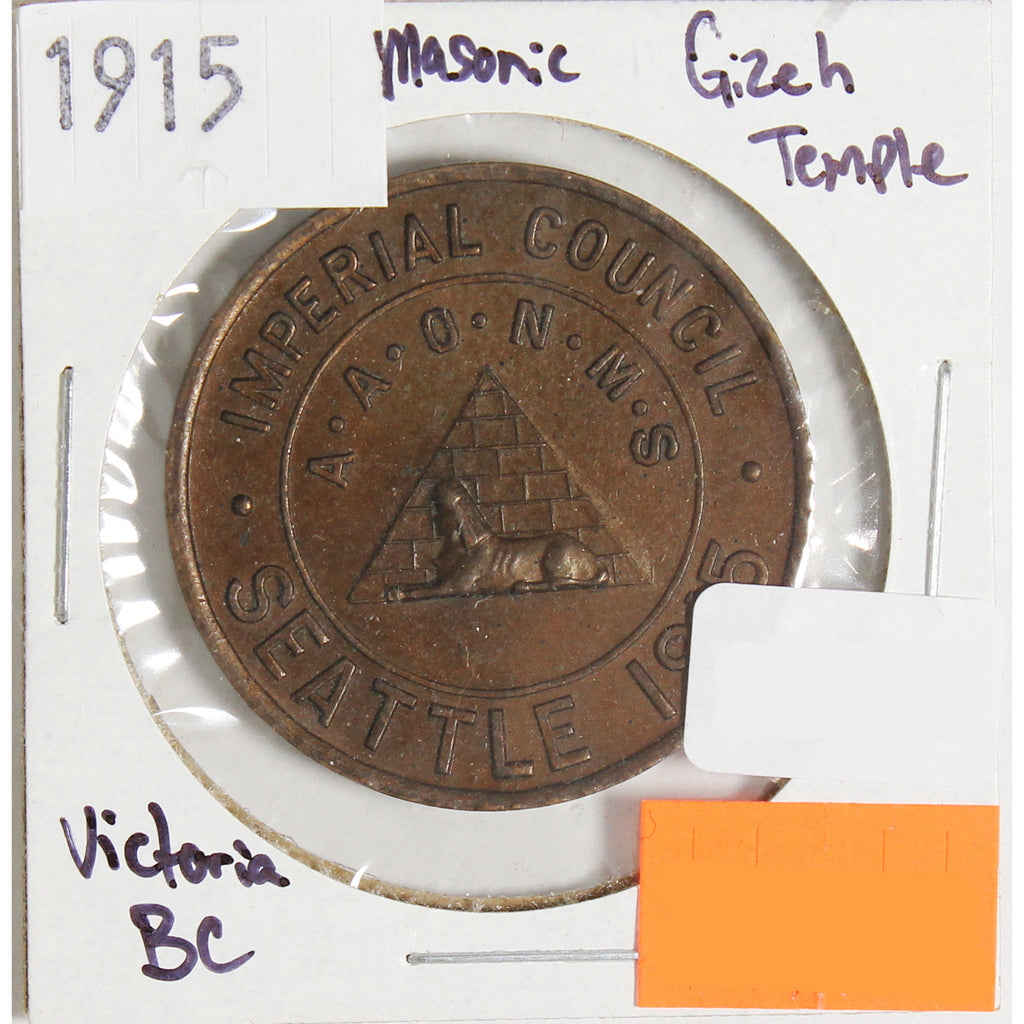 1915
Masonic
Gizeh
Temple
IMPERIAL COUNCIL
A·A·O·N·M·S
SEATTLE 1915
Victoria
BC